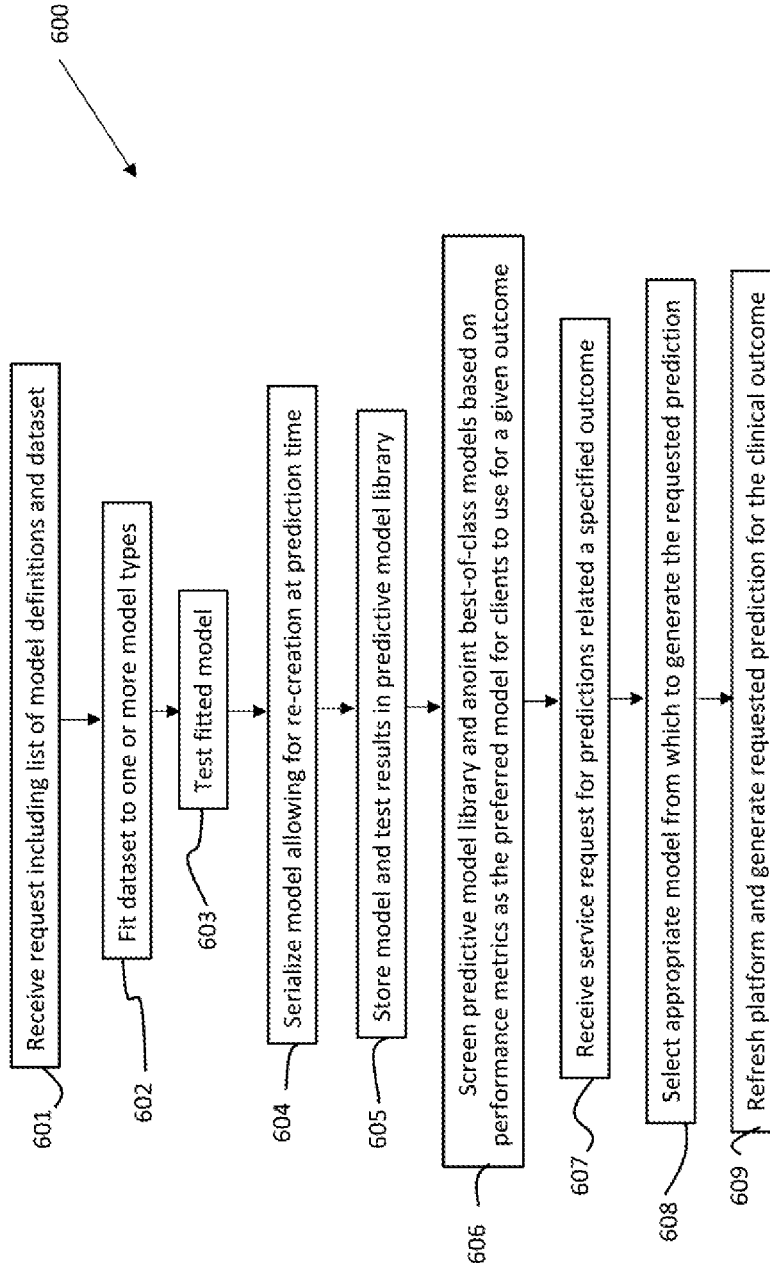 600
Receive request including list of model definitions and dataset
601
Fit dataset to one or more model types
602
Test fitted model
603
Serialize model allowing for re-creation at prediction time
604
Store model and test results in predictive model library
605
Screen predictive model library and anoint best-of-class models based on
performance metrics as the preferred model for clients to use for a given outcome
606
Receive service request for predictions related a specified outcome
607
Select appropriate model from which to generate the requested prediction
608
Refresh platform and generate requested prediction for the clinical outcome
609